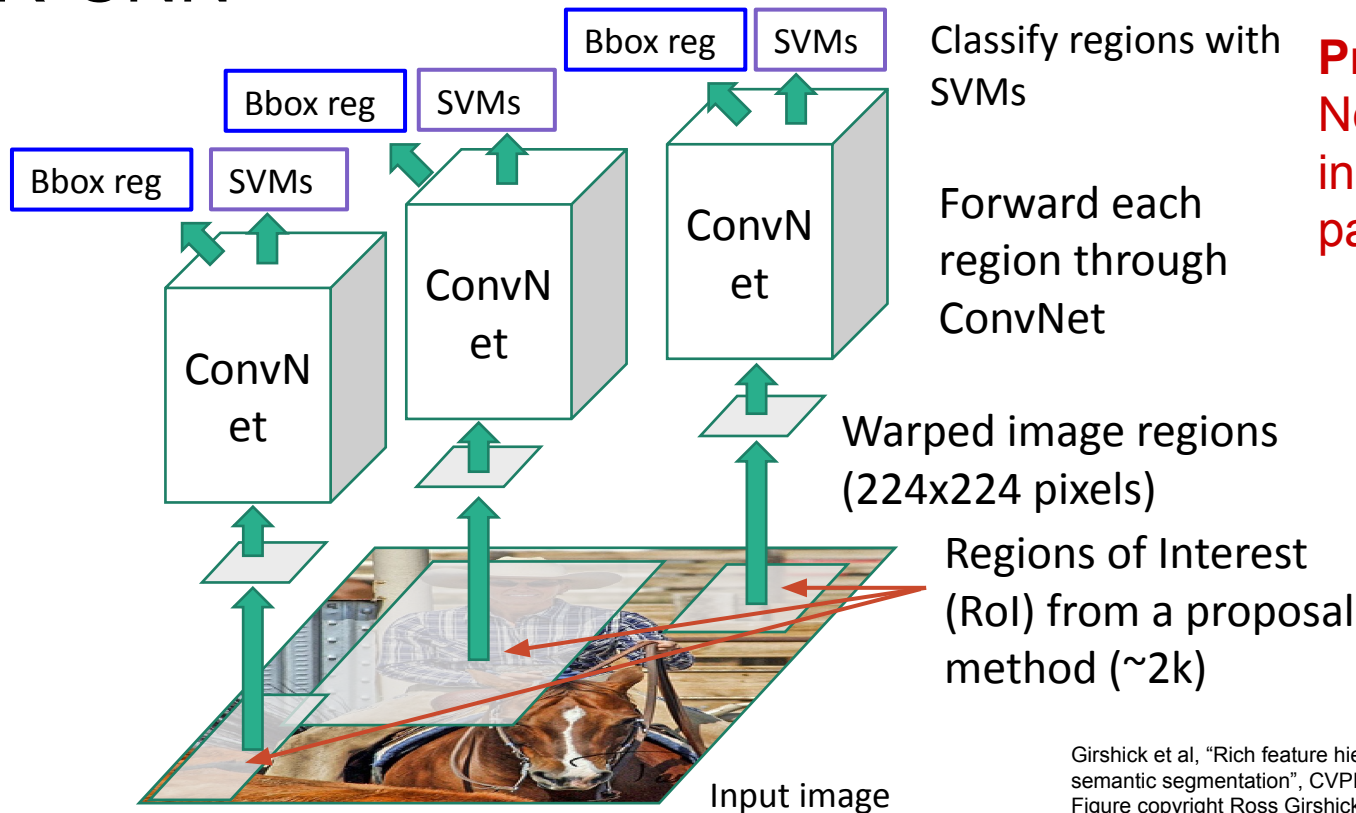 Bbox reg
SVMs
Bbox reg
SVMs
Bbox reg
SVMs
Classify regions with
SVMs
ConvN
et
ConvN
et
ConvN
et
Forward each
region through
ConvNet
Warped image regions
(224x224 pixels)
Regions of Interest
(RoI) from a proposal
method (~2k)
Input image
Girshick et al, “Rich feature
semantic segmentation”,
Figure copyright Ross Girshick